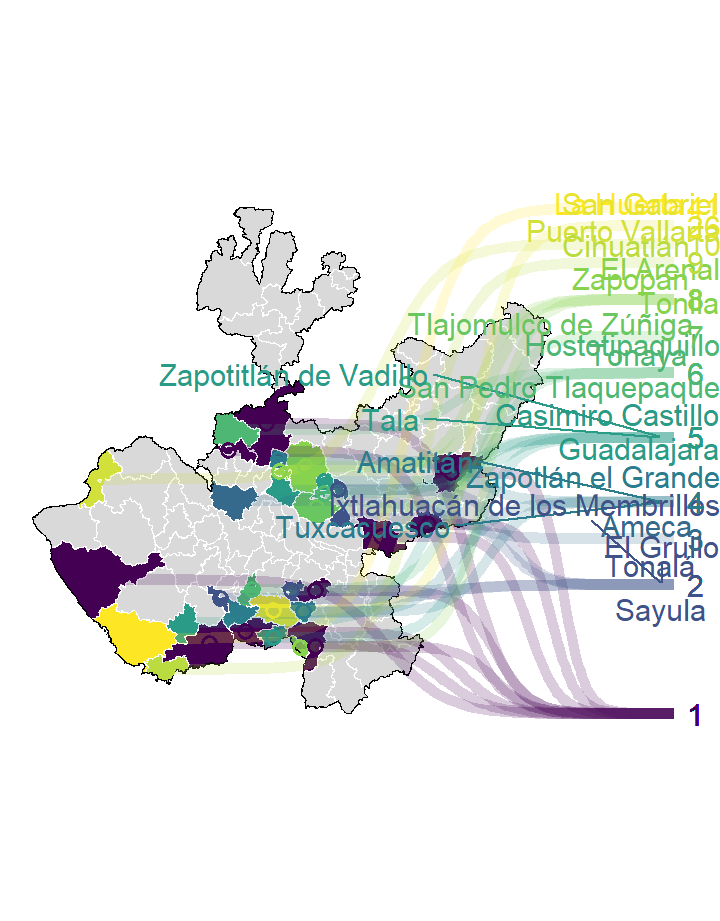 La Huerta
San Gabriel
Puerto Vallarta
Cihuatlán
10
9
El Arenal
Zapopan
8
Tonila
Tlajomulco de Zúñiga
7
Hostotipaquillo
Tonaya
6
Zapotitlán de Vadillo
San Pedro Tlaquepaque
Casimiro Castillo
Tala
5
Guadalajara
Amatitán
Zapotlán el Grande
4
Ixtlahuacán de los Membrillos
Tuxcacuesco
Ameca
3
El Grullo
Tonalá
2
Sayula
1